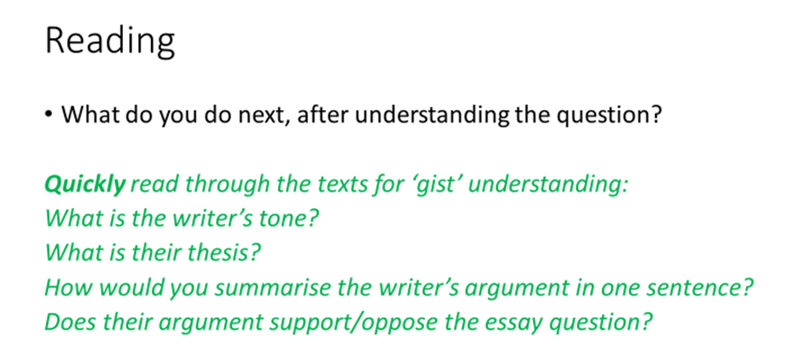 Reading
• What do you do next, after understanding the question?
Quickly read through the texts for ‘gist’ understanding:
What is the writer’s tone?
What is their thesis?
How would you summarise the writer’s argument in one sentence?
Does their argument support/oppose the essay question?